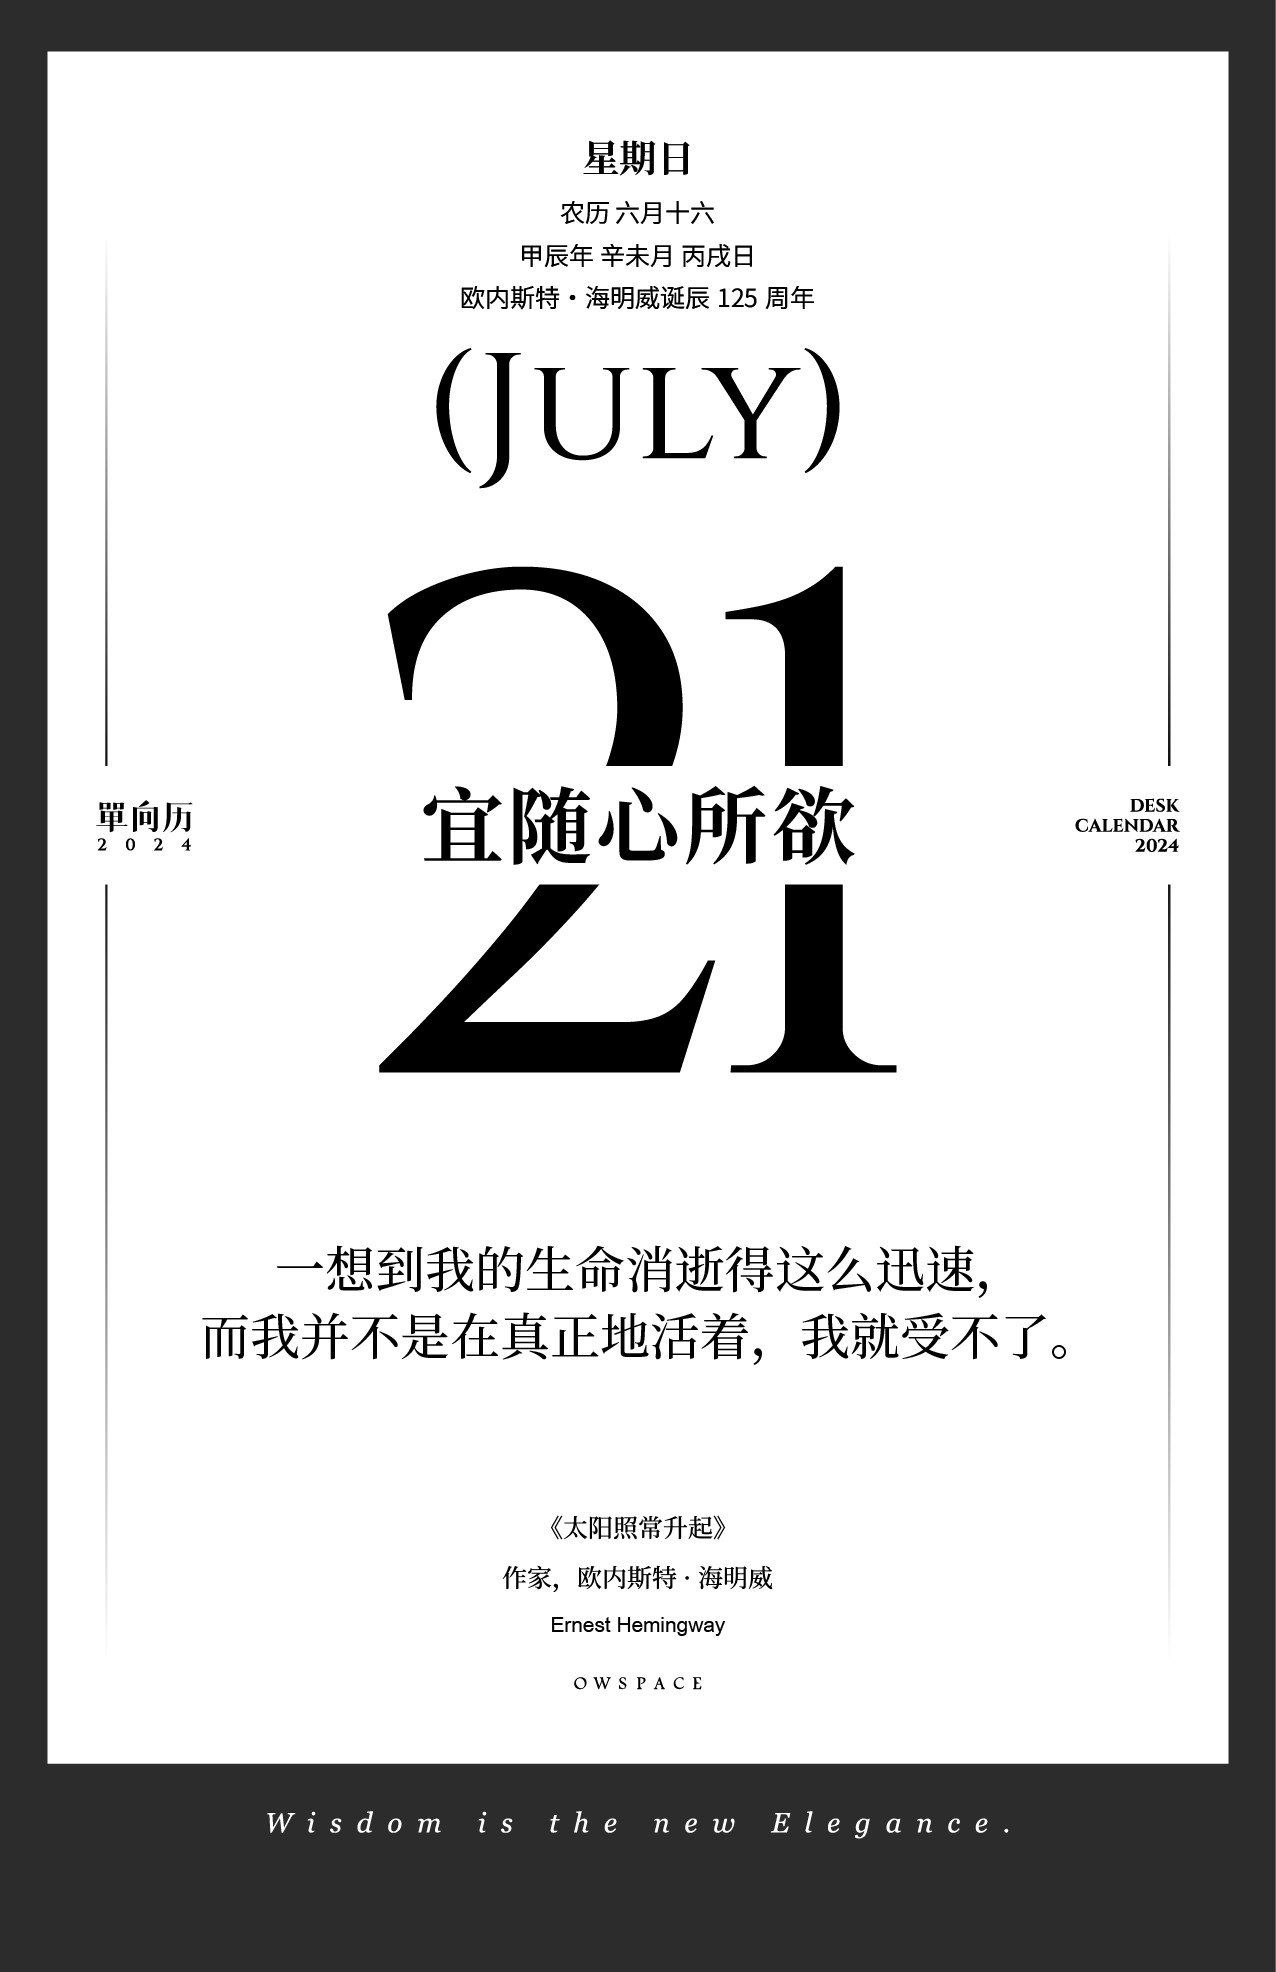 星期日
农历 六月十六
甲辰年 辛未月 丙戌日
欧内斯特·海明威诞辰 125 周年
(JULY)
21
單向历
2024
宜随心所欲
DESK
CALENDAR
2024
一想到我的生命消逝得这么迅速，
而我并不是在真正地活着，我就受不了。
《太阳照常升起》
作家，欧内斯特·海明威
Ernest Hemingway
OWSPACE
Wisdom is the new Elegance.